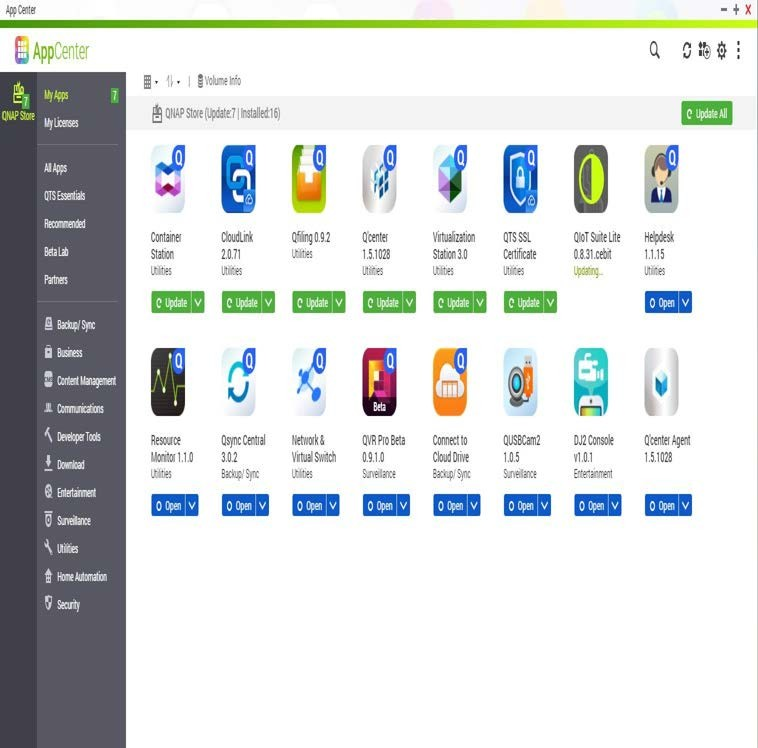 App Center
AppCenter
7
QNAP Store
My Apps 7
My Licenses
All Apps
QTS Essentials
Recommended
Beta Lab
Partners
Backup/ Sync
Business
Content Management
Communications
Developer Tools
Download
Entertainment
Surveillance
Utilities
Home Automation
Security
Volume Info
QNAP Store (Update:7 | Installed:16)
Update All
Container
Station
Utilities
Update
CloudLink
2.0.71
Utilities
Update
Qfiling 0.9.2
Utilities
Update
Q'center
1.5.1028
Utilities
Update
Virtualization
Station 3.0
Utilities
Update
QTS SSL
Certificate
Utilities
Update
QIoT Suite Lite
0.8.31.cebit
Updating...
Helpdesk
1.1.15
Utilities
Open
Resource
Monitor 1.1.0
Utilities
Open
Qsync Central
3.0.2
Backup/ Sync
Open
Network &
Virtual Switch
Utilities
Open
Beta
QVR Pro Beta
0.9.1.0
Surveillance
Open
Connect to
Cloud Drive
Backup/ Sync
Open
QUSBCam2
1.0.5
Surveillance
Open
DJ2 Console
v1.0.1
Entertainment
Open
Q'center Agent
1.5.1028
Open